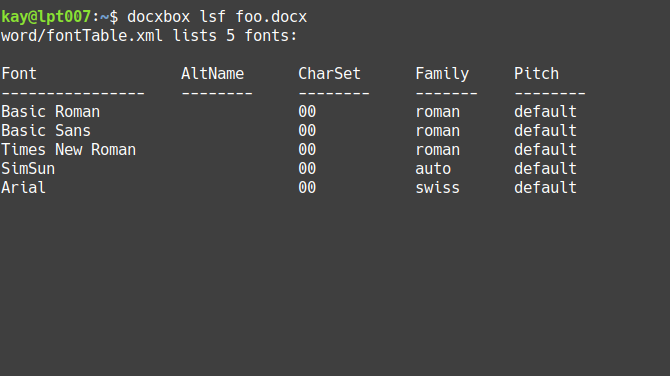 kay@lpt007:~$ docxbox lsf foo.docx
word/fontTable.xml lists 5 fonts:

Font                AltName      CharSet      Family     Pitch
----------------    --------     --------     -------    --------
Basic Roman                      00           roman      default
Basic Sans                       00           roman      default
Times New Roman                  00           roman      default
SimSun                           00           auto       default
Arial                            00           swiss      default